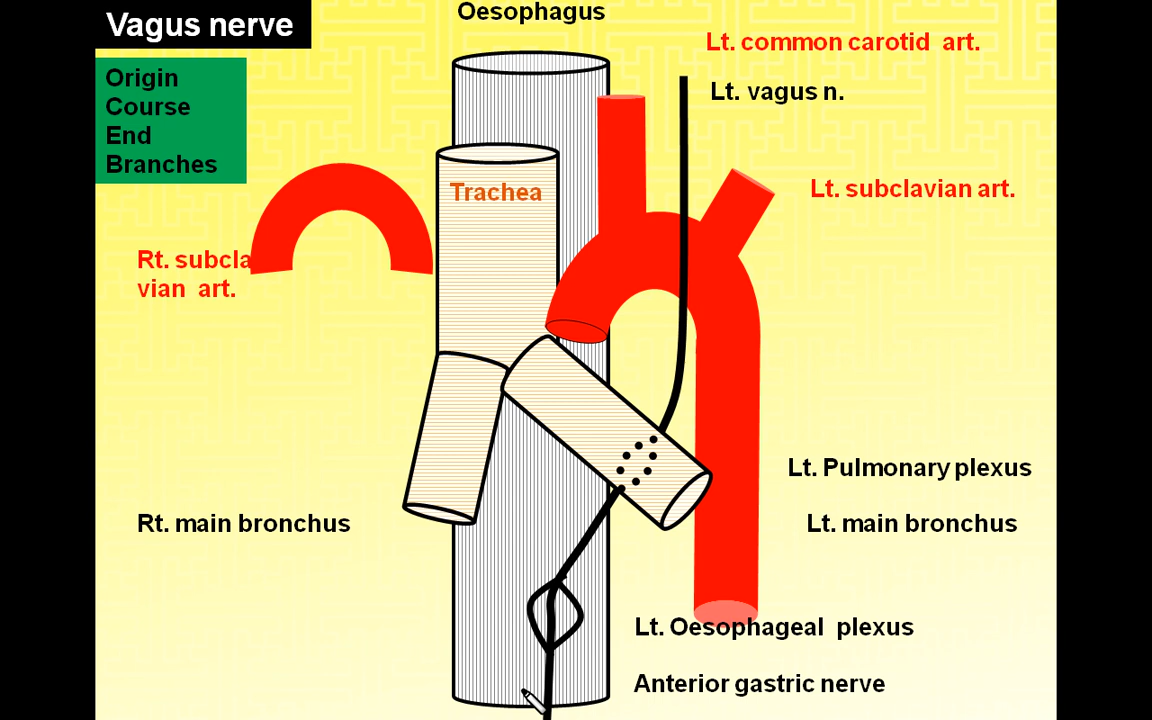 Vagus nerve
Oesophagus
Lt. common carotid art.
Origin
Course
End
Branches
Lt. vagus n.
Trachea
Lt. subclavian art.
Rt. subcla
vian art.
Lt. Pulmonary plexus
Rt. main bronchus
Lt. main bronchus
Lt. Oesophageal plexus
Anterior gastric nerve